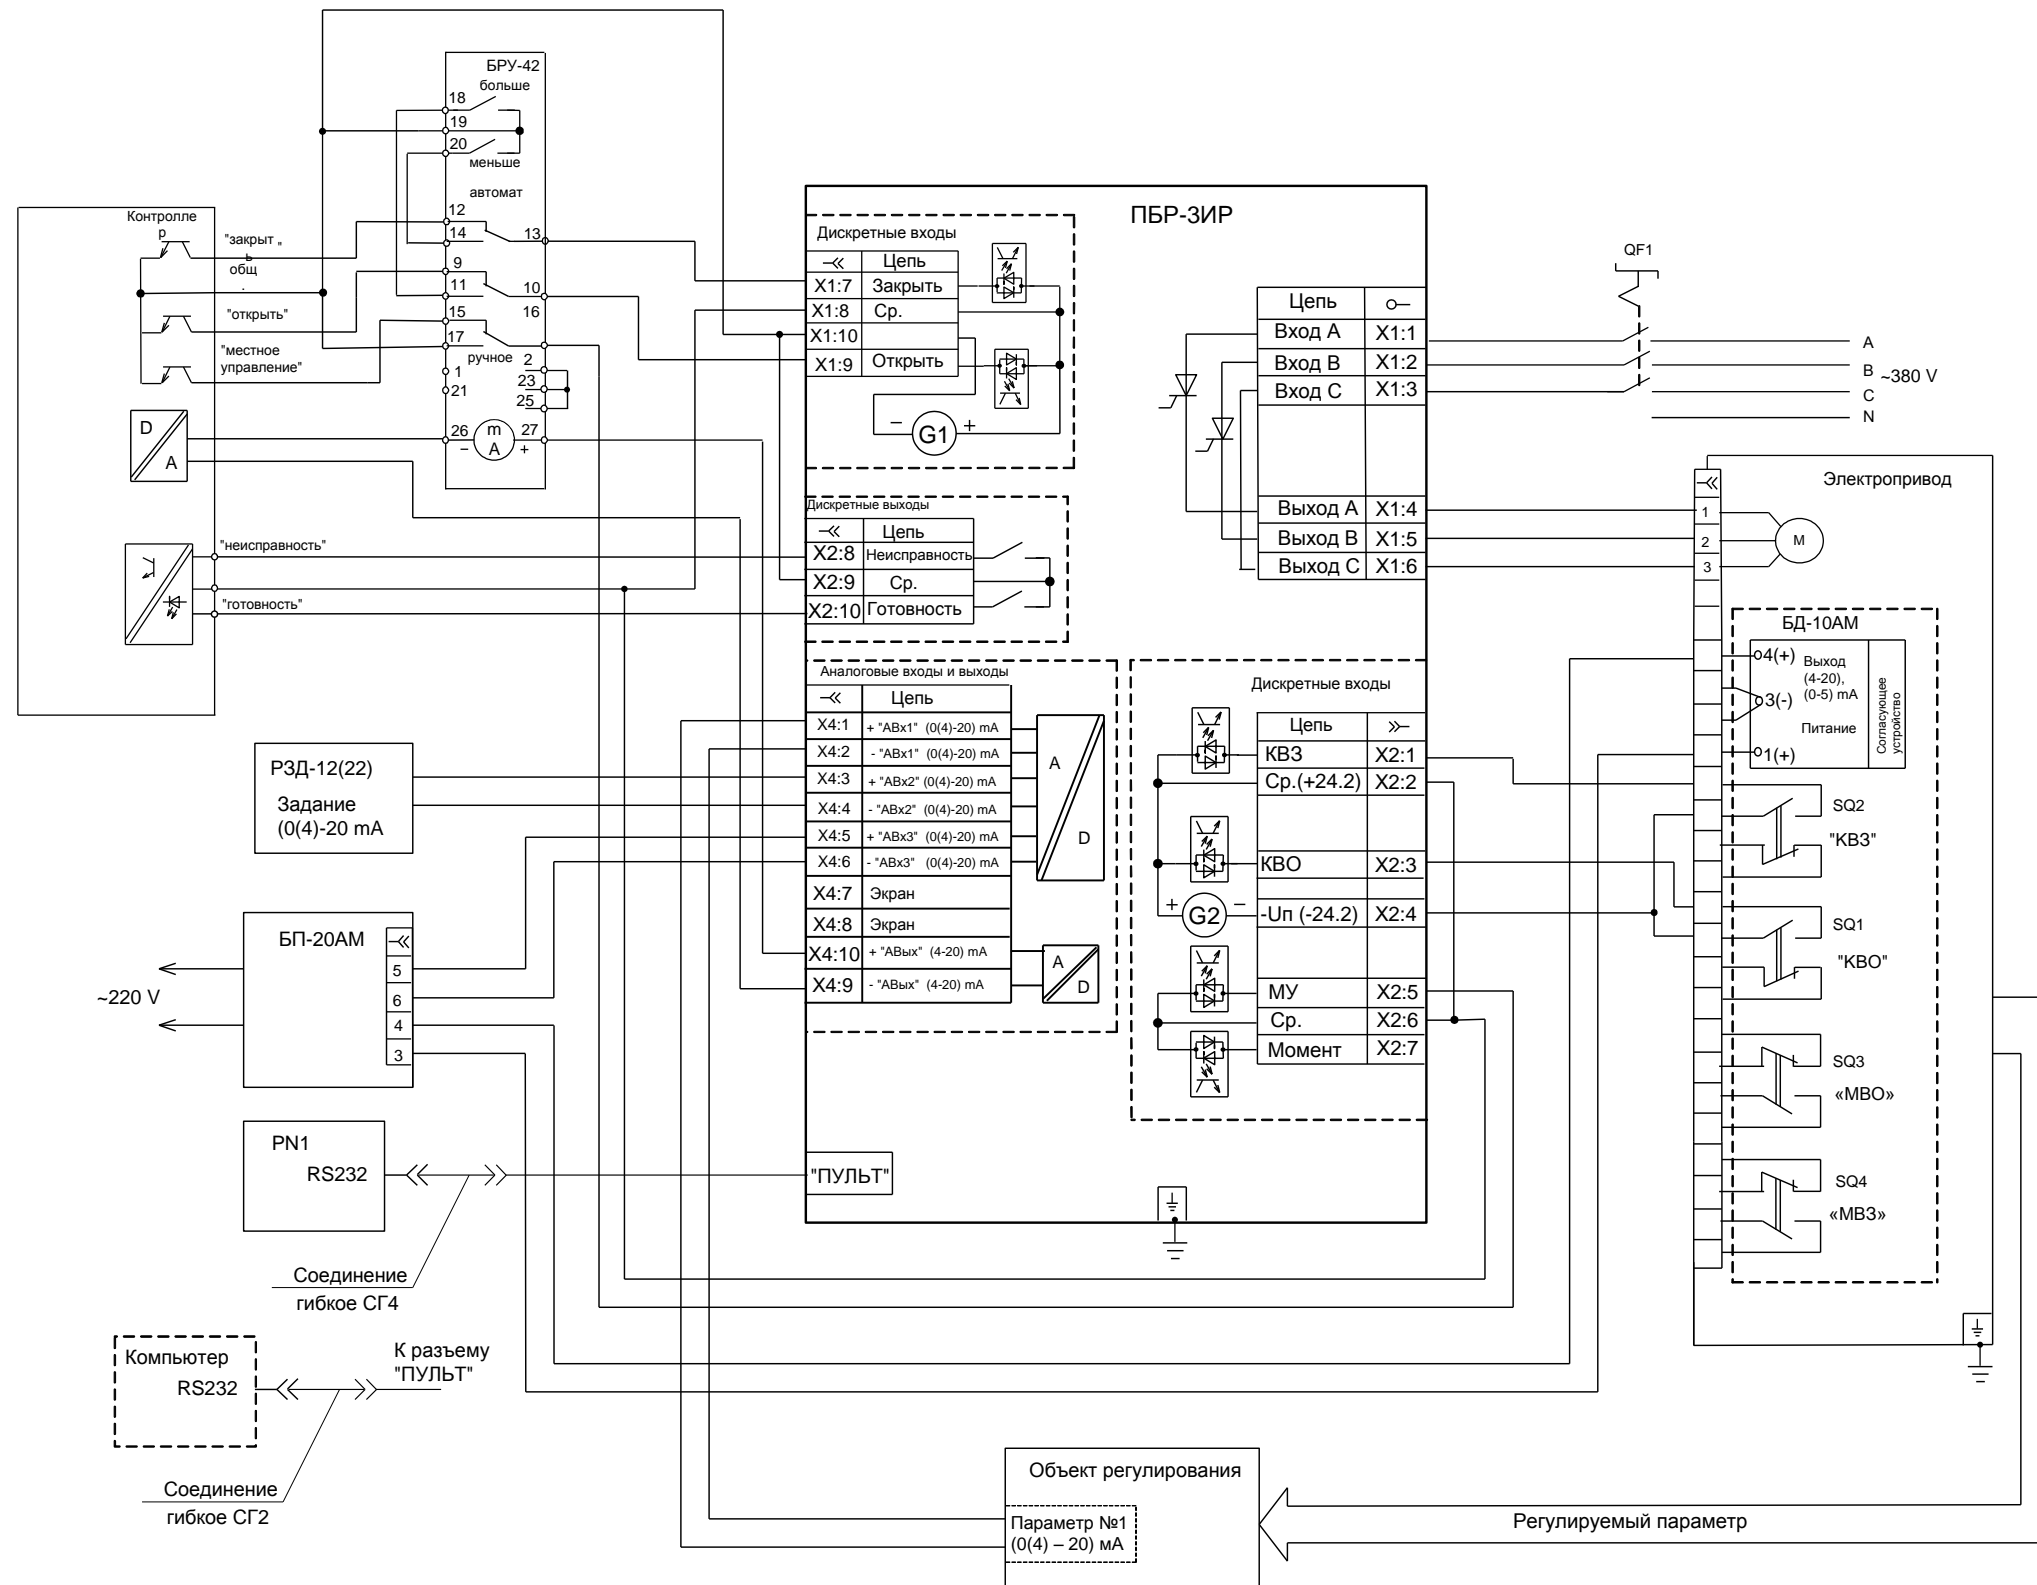 БРУ-42
больше
18
19
20
меньше
автомат
12
14
13
9
11
10
15
16
17
ручное
2
1
23
21
25
26
m
A
27
−
+
Контролле
р
"закрыт "
ь
общ
.
"открыть"
"местное
управление"
D
A
"неисправность"
"готовность"
ПБР-3ИР
Дискретные входы
Цепь
X1:7 Закрыть
X1:8 Ср.
X1:10
X1:9 Открыть
− G1 +
Дискретные выходы
Цепь
X2:8 Неисправность
X2:9 Ср.
X2:10 Готовность
Аналоговые входы и выходы
Цепь
X4:1 + "АВх1" (0(4)-20) mA
X4:2 - "АВх1" (0(4)-20) mA
X4:3 + "АВх2" (0(4)-20) mA
X4:4 - "АВх2" (0(4)-20) mA
X4:5 + "АВх3" (0(4)-20) mA
X4:6 - "АВх3" (0(4)-20) mA
X4:7 Экран
X4:8 Экран
X4:10 + "АВых" (4-20) mA
X4:9 - "АВых" (4-20) mA
A
D
A
D
"ПУЛЬТ"
Цепь
Вход А X1:1
Вход В X1:2
Вход С X1:3
Выход А X1:4
Выход В X1:5
Выход С X1:6
Дискретные входы
Цепь
КВЗ X2:1
Ср.(+24.2) X2:2
КВО X2:3
+ G2 − -Uп (-24.2) X2:4
МУ X2:5
Ср. X2:6
Момент X2:7
QF1
A
B
C
N
~380 V
Электропривод
1
2
3
M
БД-10АМ
4(+)
Выход
(4-20),
(0-5) mA
3(-)
Питание
1(+)
Согласующее
устройство
SQ2
"КВЗ"
SQ1
"КВО"
SQ3
«МВО»
SQ4
«МВЗ»
РЗД-12(22)
Задание
(0(4)-20 mA
БП-20АМ
5
6
4
3
~220 V
PN1
RS232
Соединение
гибкое СГ4
Компьютер
RS232
К разъему
"ПУЛЬТ"
Соединение
гибкое СГ2
Объект регулирования
Параметр №1
(0(4) – 20) мА
Регулируемый параметр